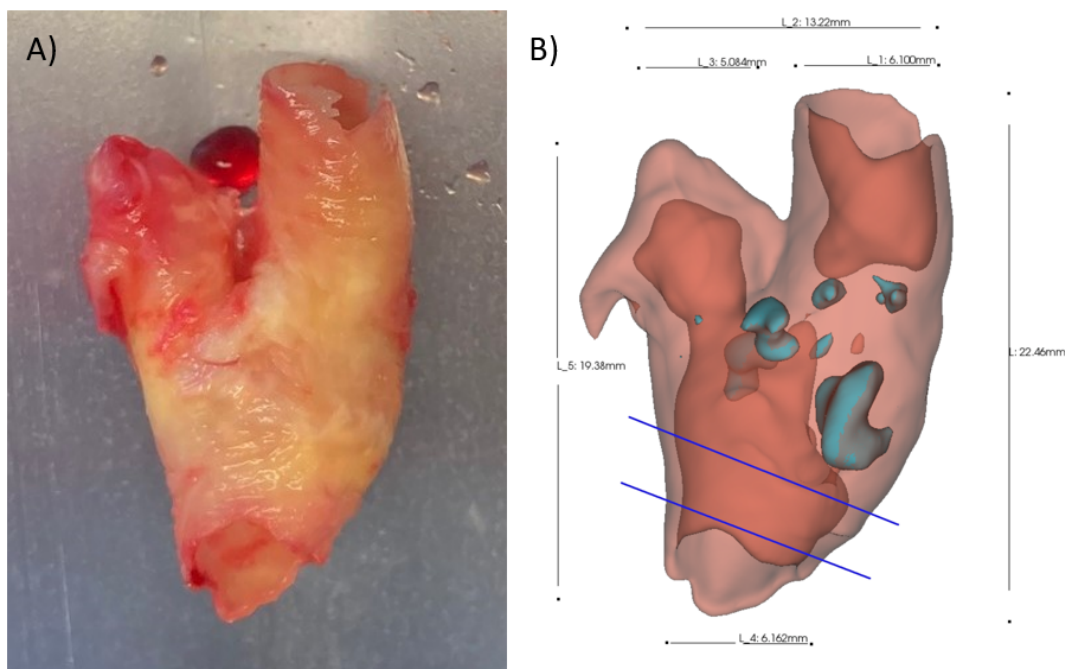 A)
B)
L_2: 13.22mm
L_3: 5.084mm
L_1: 6.100mm
L_5: 19.38mm
L: 22.46mm
L_4: 6.162mm